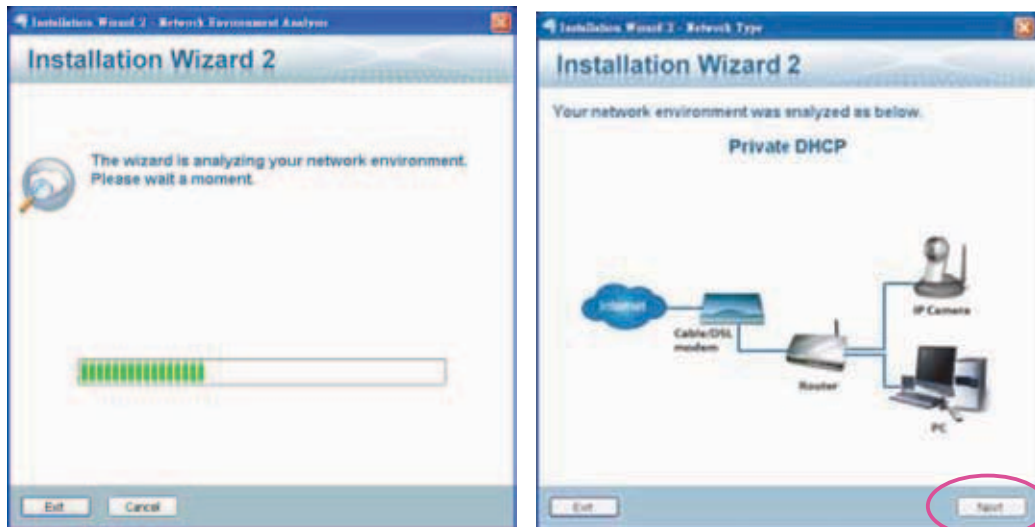 Installation Wizard 2 - Network Environment Analyzer
Installation Wizard 2
The wizard is analyzing your network environment.
Please wait a moment.
Exit
Cancel
Installation Wizard 2 - Network Type
Installation Wizard 2
Your network environment was analyzed as below.
Private DHCP
Internet
Cable/DSL
modem
Router
IP Camera
PC
Exit
Next